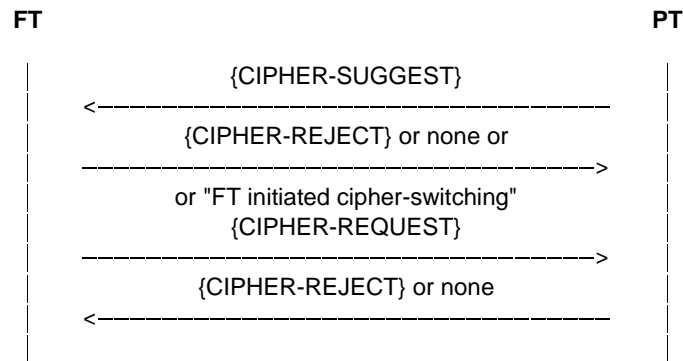 FT PT
{CIPHER-SUGGEST}
{CIPHER-REJECT} or none or
or "FT initiated cipher-switching"
{CIPHER-REQUEST}
{CIPHER-REJECT} or none